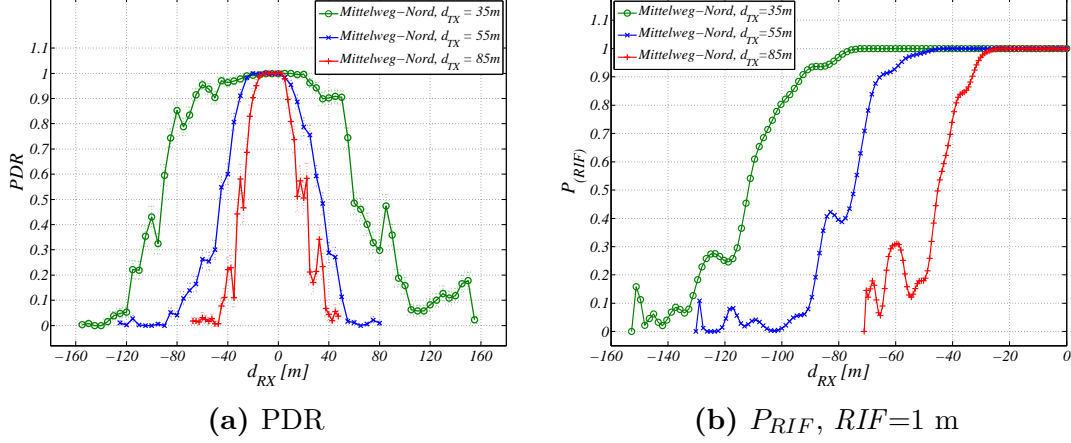 Mittelweg−Nord, d_TX = 35m
Mittelweg−Nord, d_TX = 55m
Mittelweg−Nord, d_TX = 85m
1.1
1
0.9
0.8
0.7
0.6
0.5
0.4
0.3
0.2
0.1
0
PDR
−160 −120 −80 −40 0 40 80 120 160
d_RX [m]
(a) PDR
Mittelweg−Nord, d_TX=35m
Mittelweg−Nord, d_TX=55m
Mittelweg−Nord, d_TX=85m
1.1
1
0.9
0.8
0.7
0.6
0.5
0.4
0.3
0.2
0.1
0
P_(RIF)
−160 −140 −120 −100 −80 −60 −40 −20 0
d_RX [m]
(b) P_RIF, RIF=1 m